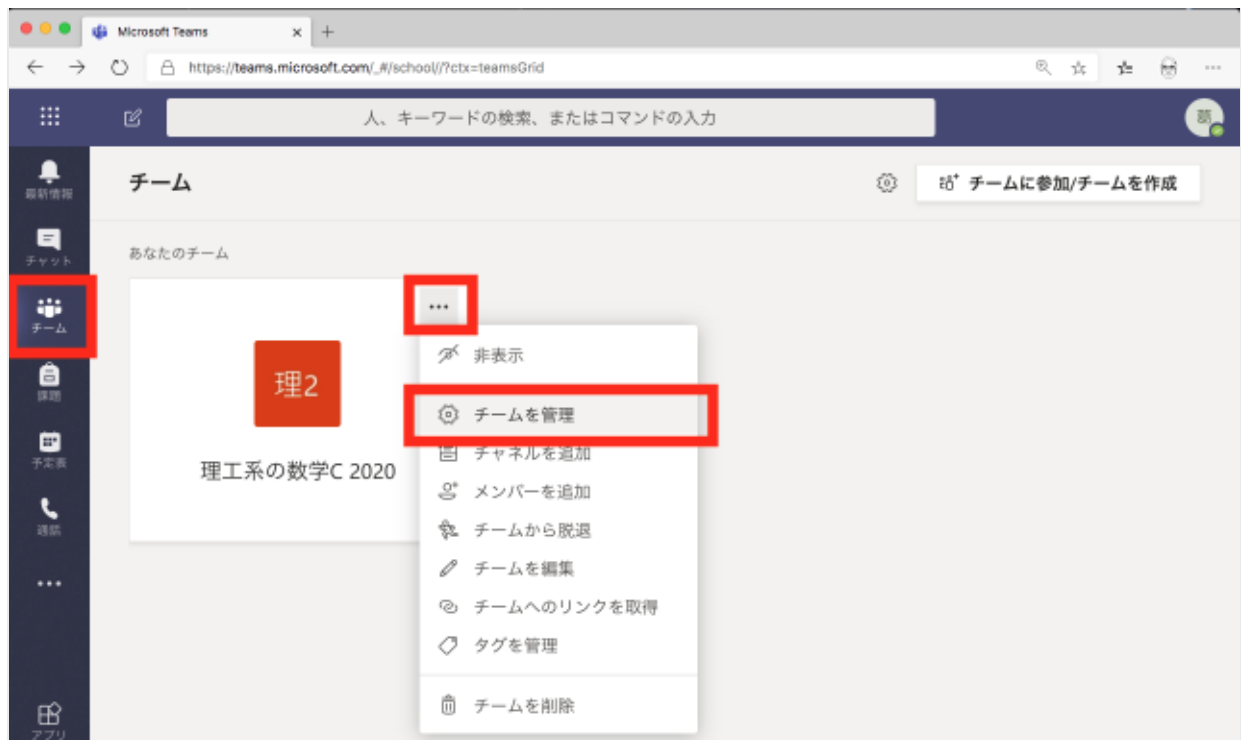 Microsoft Teams
https://teams.microsoft.com/_#/school//?ctx=teamsGrid
人、キーワードの検索、またはコマンドの入力
葛
最新情報
チーム
チームに参加/チームを作成
チャット
あなたのチーム
チーム
非表示
理2
課題
チームを管理
予定表
チャネルを追加
理工系の数学C 2020
メンバーを追加
通話
チームから脱退
チームを編集
チームへのリンクを取得
タグを管理
チームを削除
アプリ